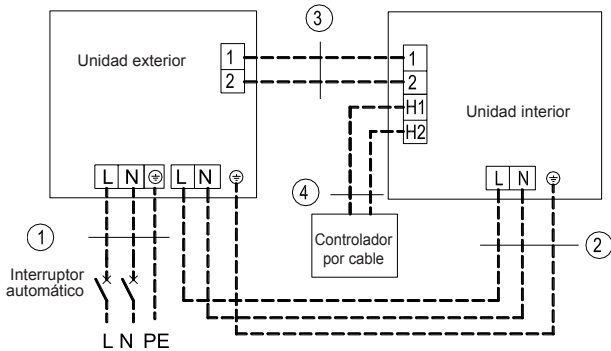 3
Unidad exterior
1
2
1
2
H1
H2
Unidad interior
L N
L N
L N
4
1
2
Controlador
por cable
Interruptor
automático
L N PE